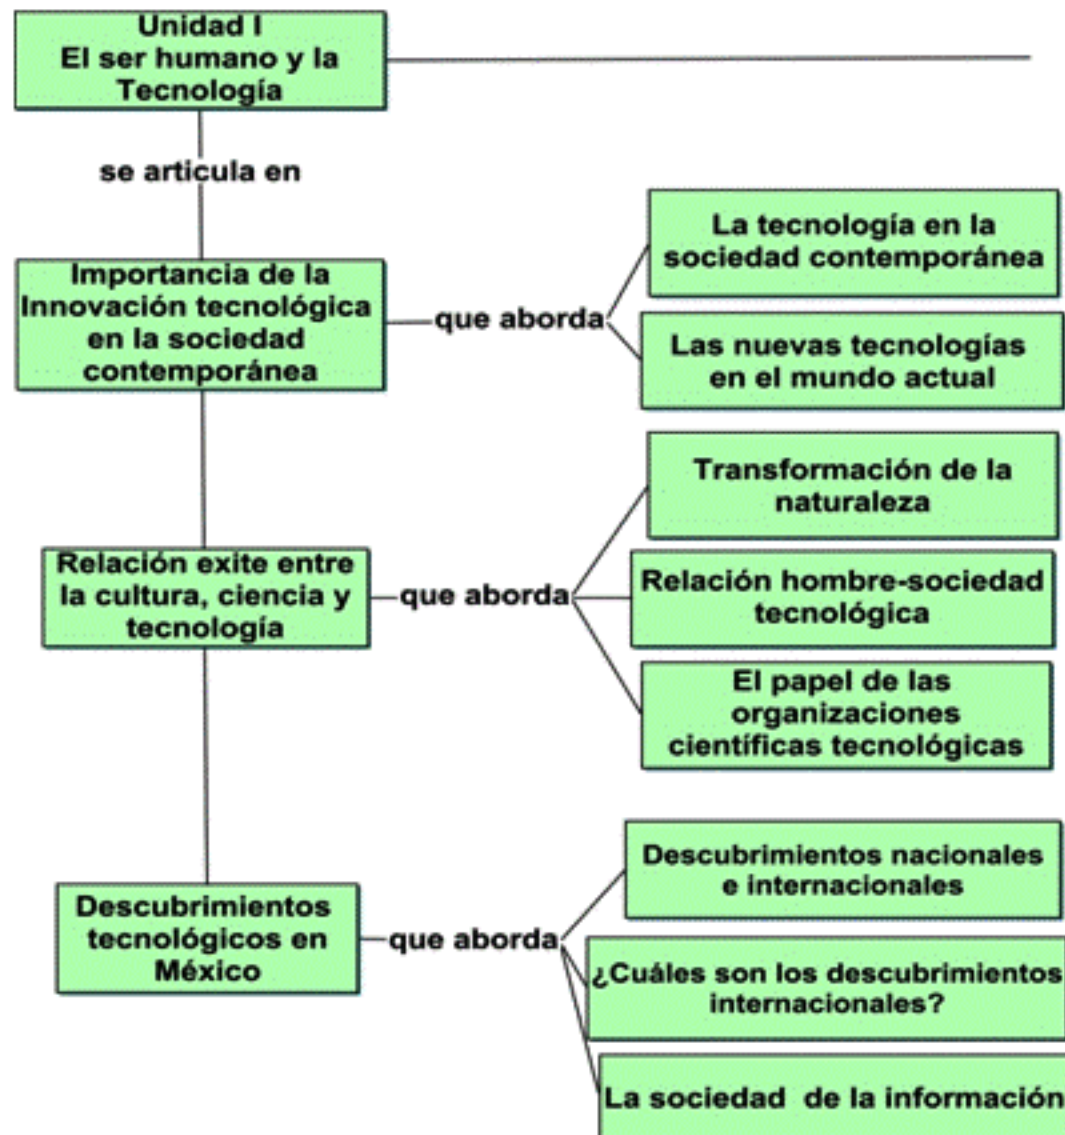 Unidad I
El ser humano y la
Tecnología
se articula en
Importancia de la
Innovación tecnológica
en la sociedad
contemporánea
que aborda
La tecnología en la
sociedad contemporánea
Las nuevas tecnologías
en el mundo actual
Relación exite entre
la cultura, ciencia y
tecnología
que aborda
Transformación de la
naturaleza
Relación hombre-sociedad
tecnológica
El papel de las
organizaciones
científicas tecnológicas
Descubrimientos
tecnológicos en
México
que aborda
Descubrimientos nacionales
e internacionales
¿Cuáles son los descubrimientos
internacionales?
La sociedad de la información